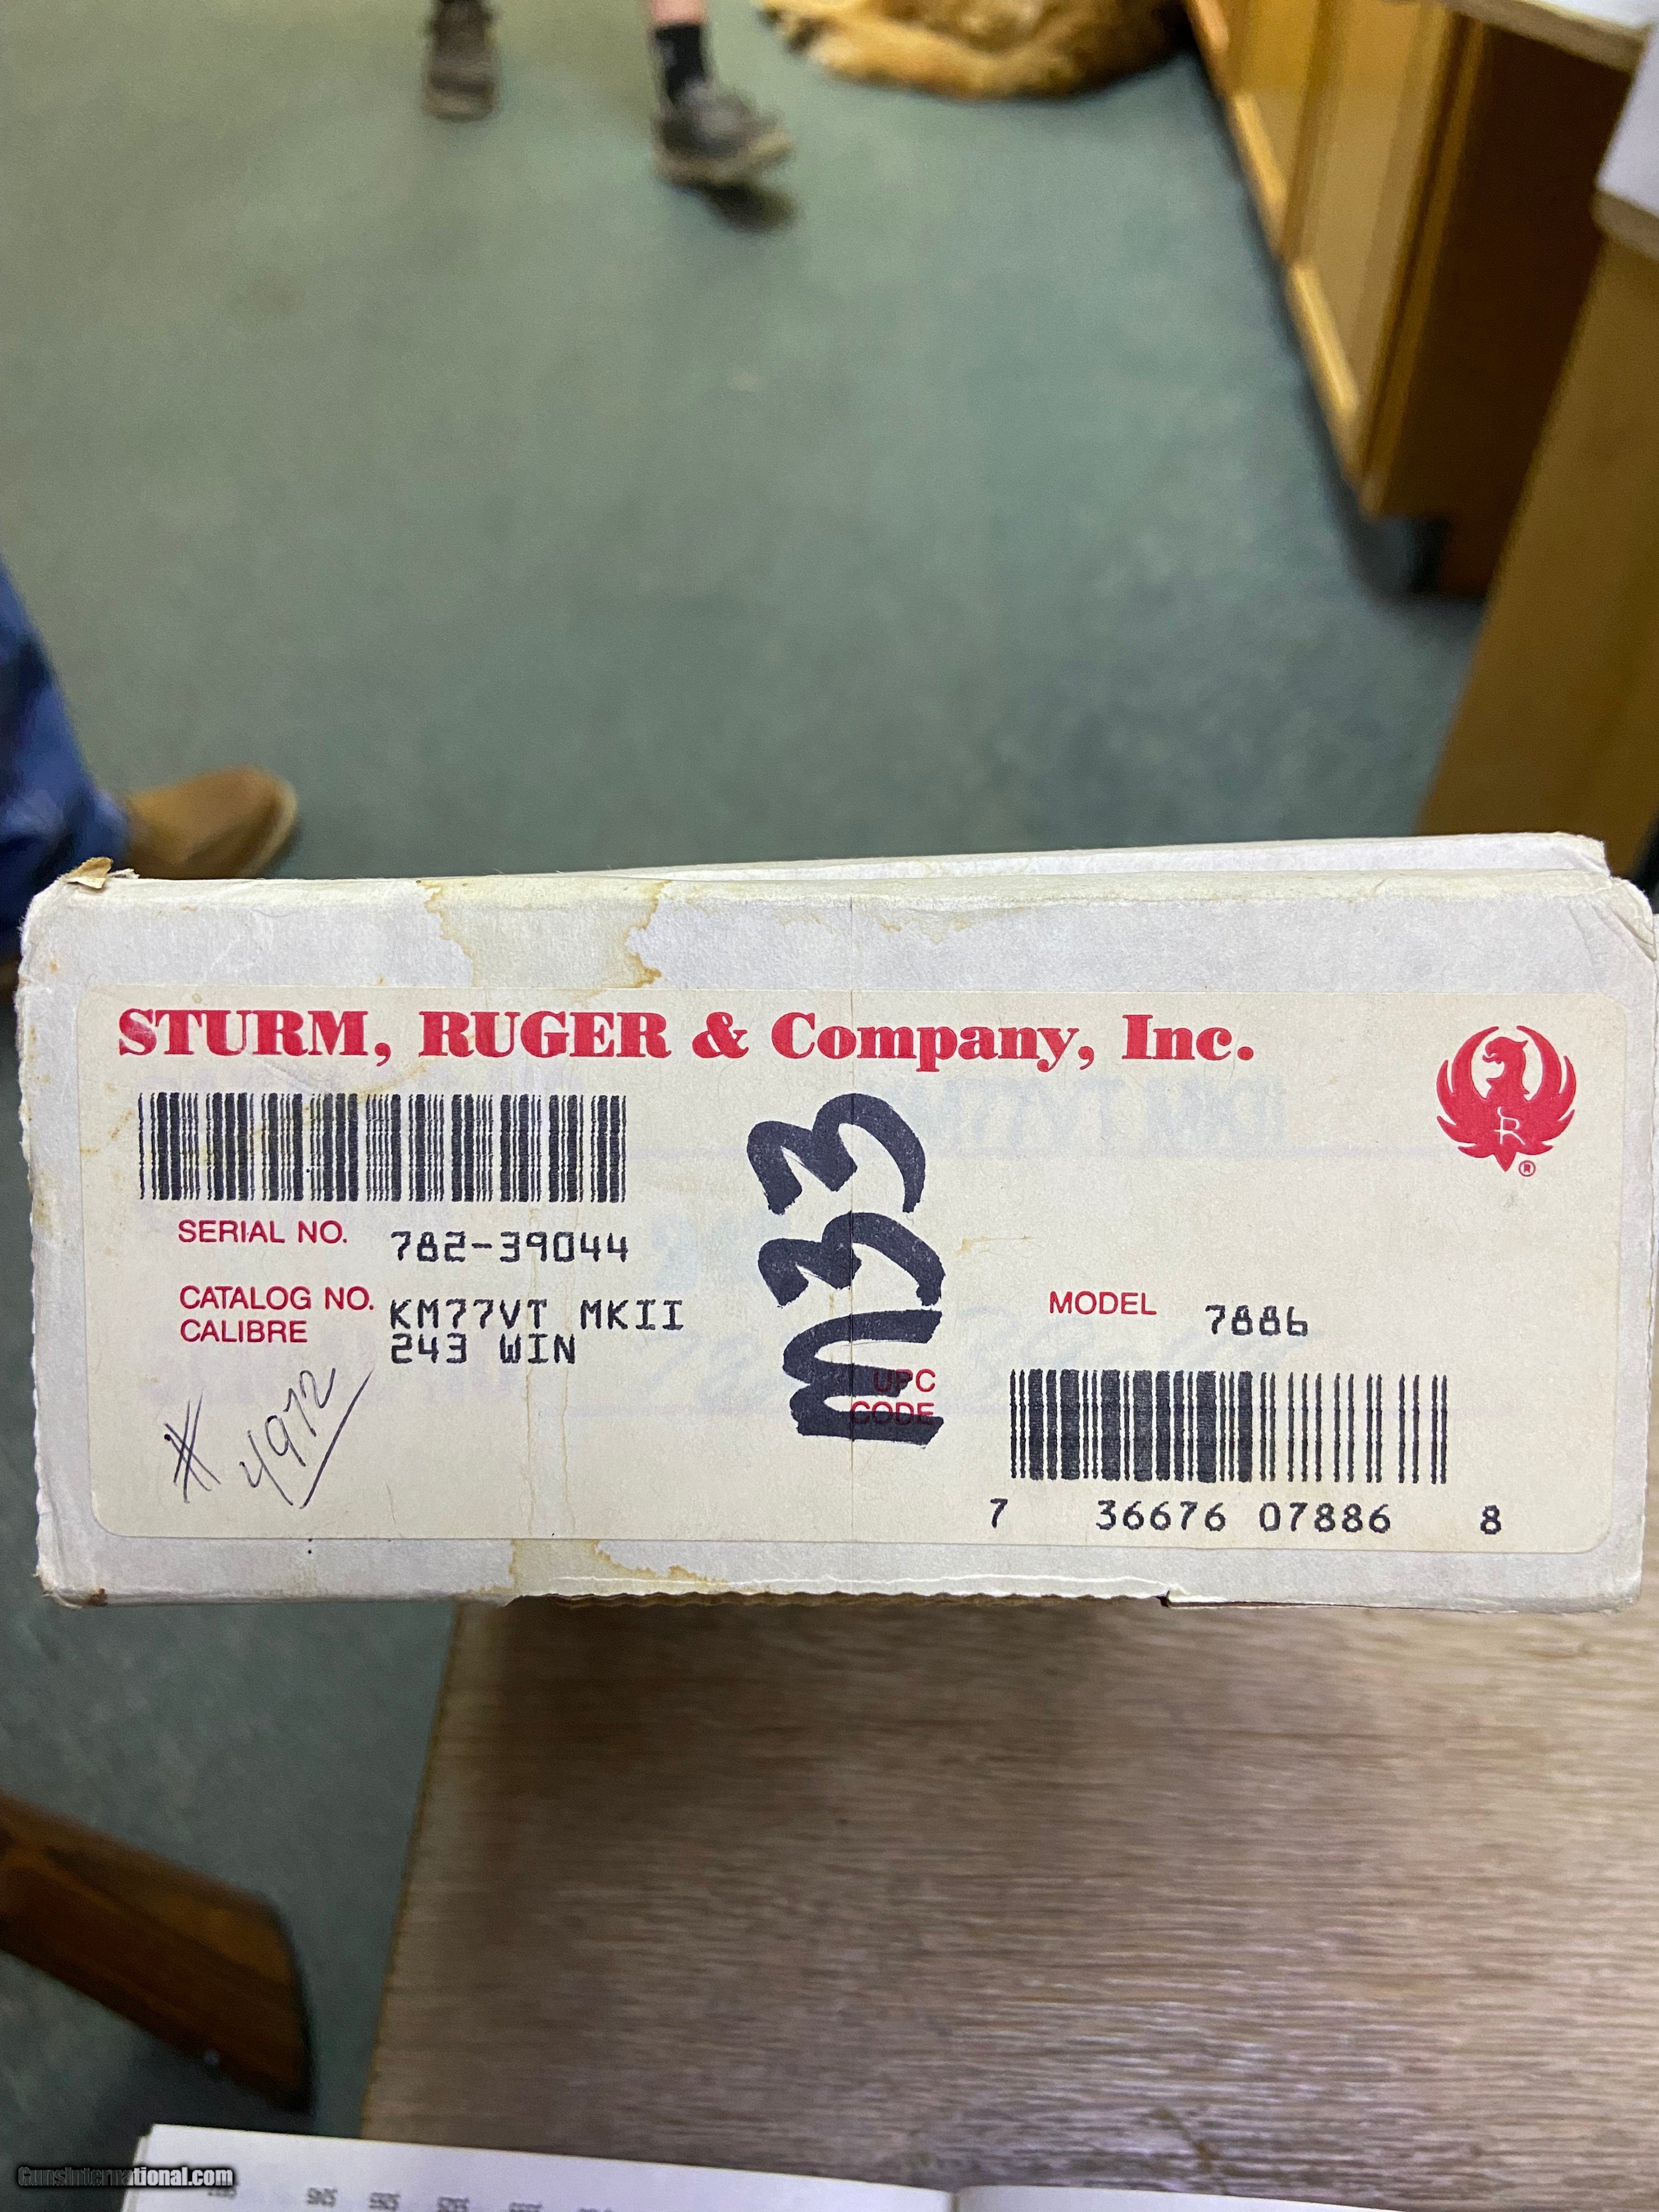 STURM, RUGER & Company, Inc.
R
®
SERIAL NO. 782-39044
CATALOG NO. KM77VT MKII
CALIBRE 243 WIN
# 4972
M33
MODEL 7886
UPC
CODE
7 36676 07886 8
GunsInternational.com